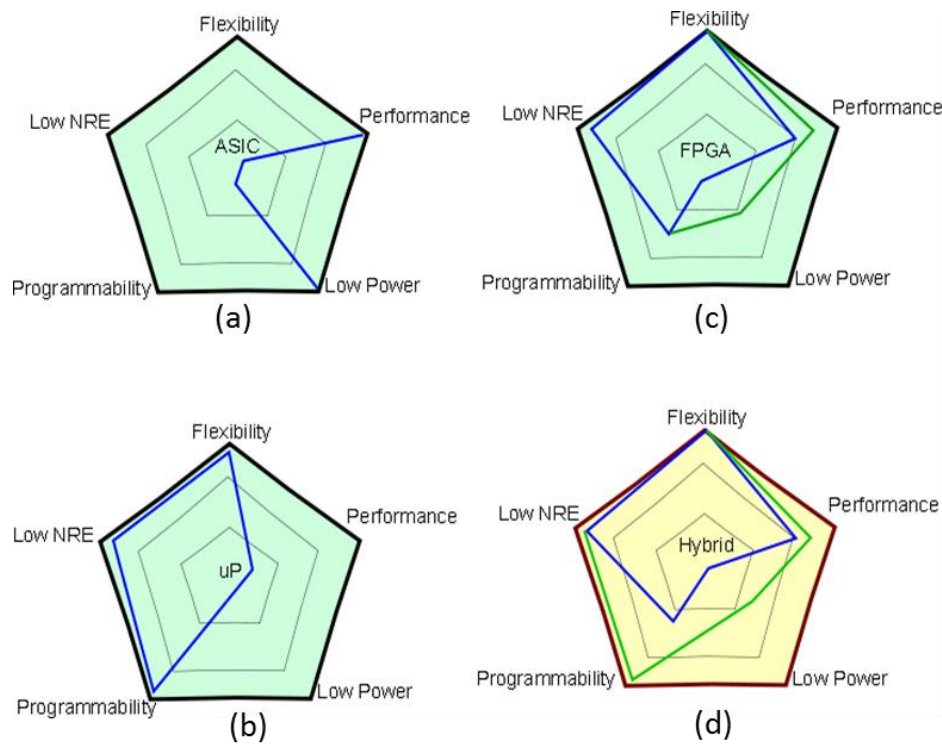 Flexibility
Low NRE
Performance
ASIC
Programmability
Low Power
(a)
Flexibility
Low NRE
Performance
FPGA
Programmability
Low Power
(c)
Flexibility
Low NRE
Performance
uP
Programmability
Low Power
(b)
Flexibility
Low NRE
Performance
Hybrid
Programmability
Low Power
(d)